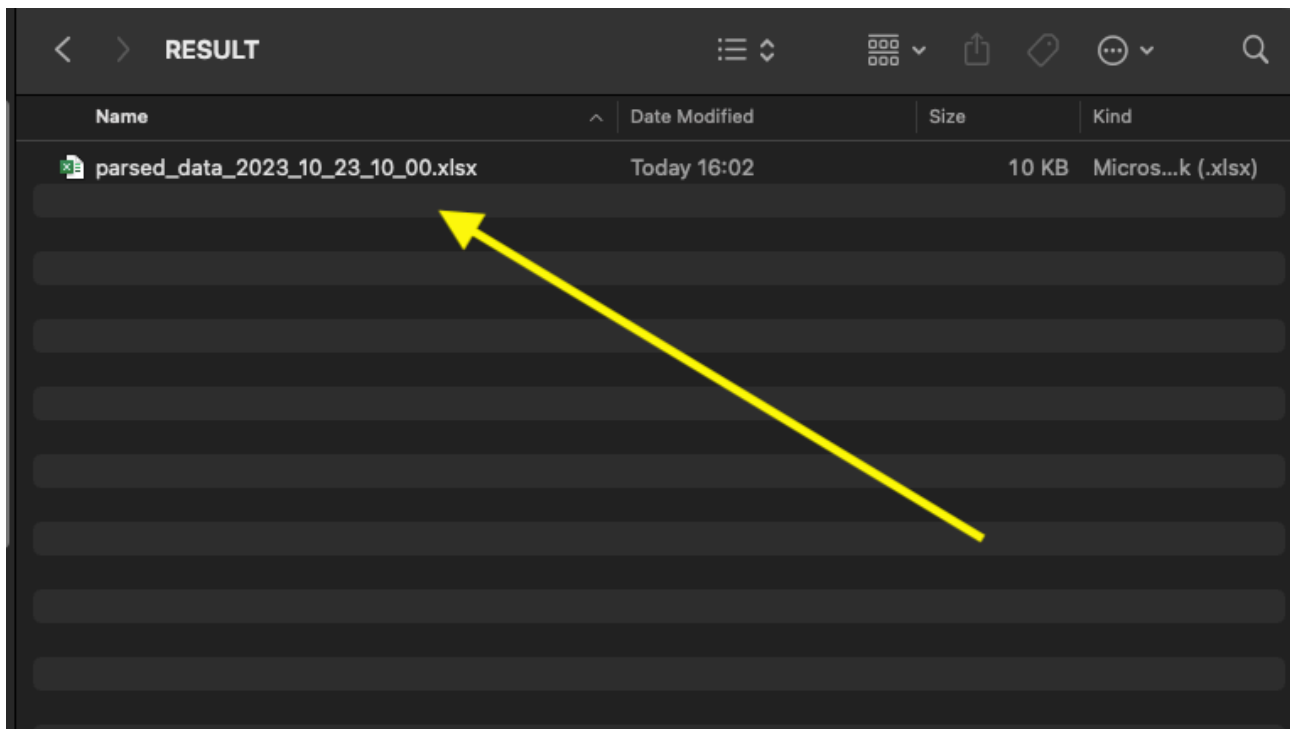 RESULT
Name Date Modified Size Kind
parsed_data_2023_10_23_10_00.xlsx Today 16:02 10 KB Micros...k (.xlsx)